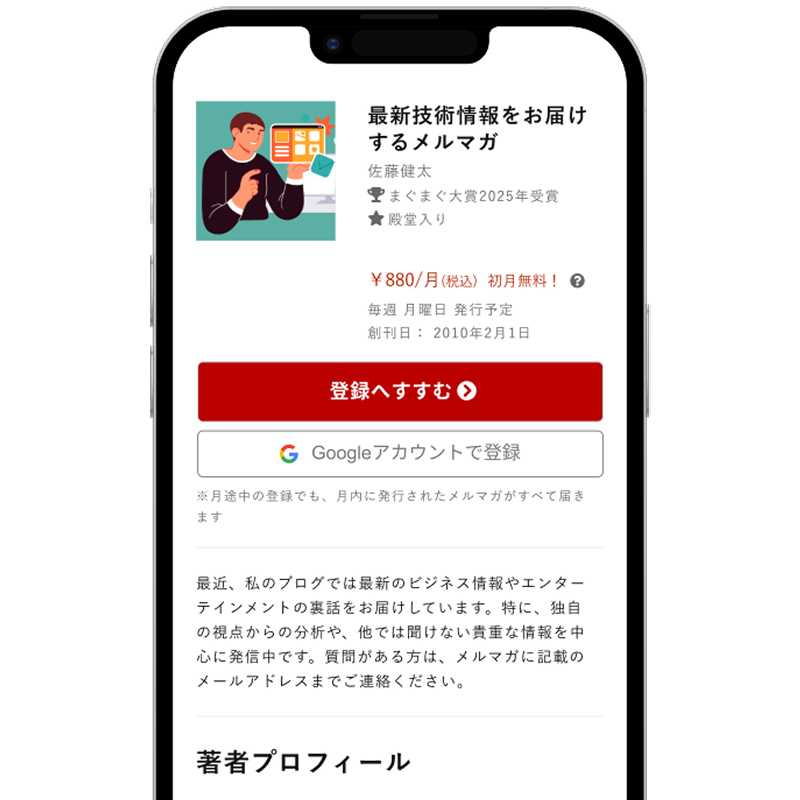 最新技術情報をお届け
するメルマガ
佐藤健太
まぐまぐ大賞2025年受賞
殿堂入り
￥880/月(税込) 初月無料！ ?
毎週 月曜日 発行予定
創刊日： 2010年2月1日
登録へすすむ
Googleアカウントで登録
※月途中の登録でも、月内に発行されたメルマガがすべて届き
ます
最近、私のブログでは最新のビジネス情報やエンター
テインメントの裏話をお届けしています。特に、独自
の視点からの分析や、他では聞けない貴重な情報を中
心に発信中です。質問がある方は、メルマガに記載の
メールアドレスまでご連絡ください。
著者プロフィール